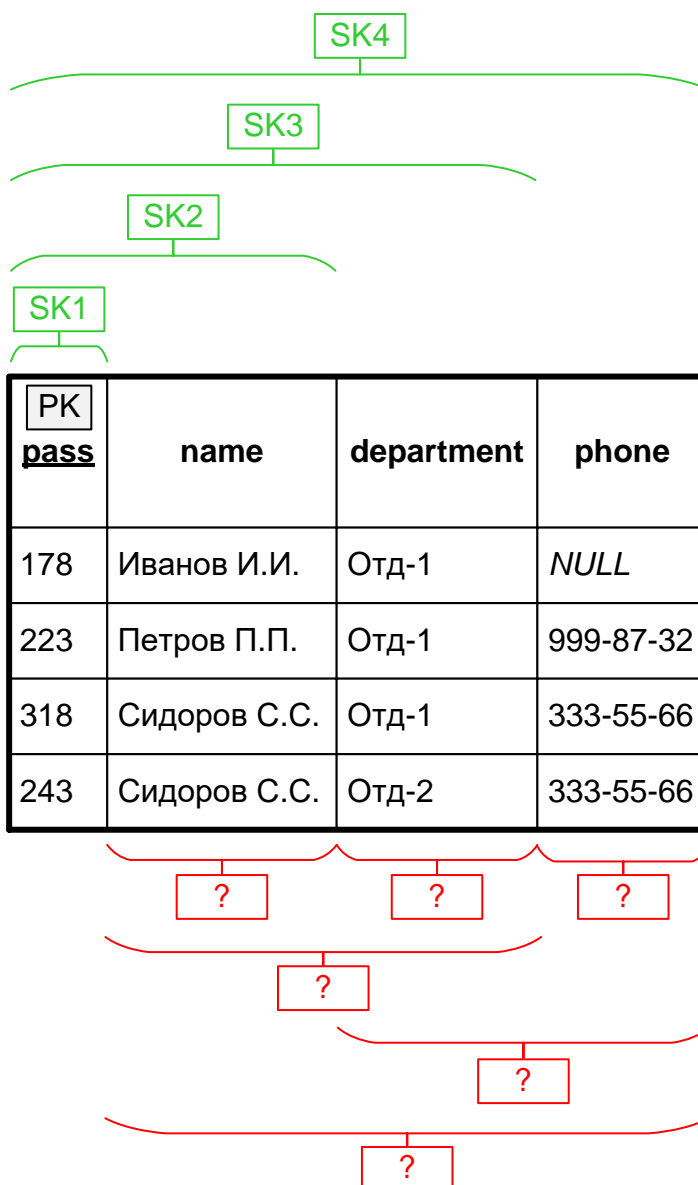 SK4
SK3
SK2
SK1
PK
pass name department phone
178 Иванов И.И. Отд-1 NULL
223 Петров П.П. Отд-1 999-87-32
318 Сидоров С.С. Отд-1 333-55-66
243 Сидоров С.С. Отд-2 333-55-66
? ? ?
?
?
?